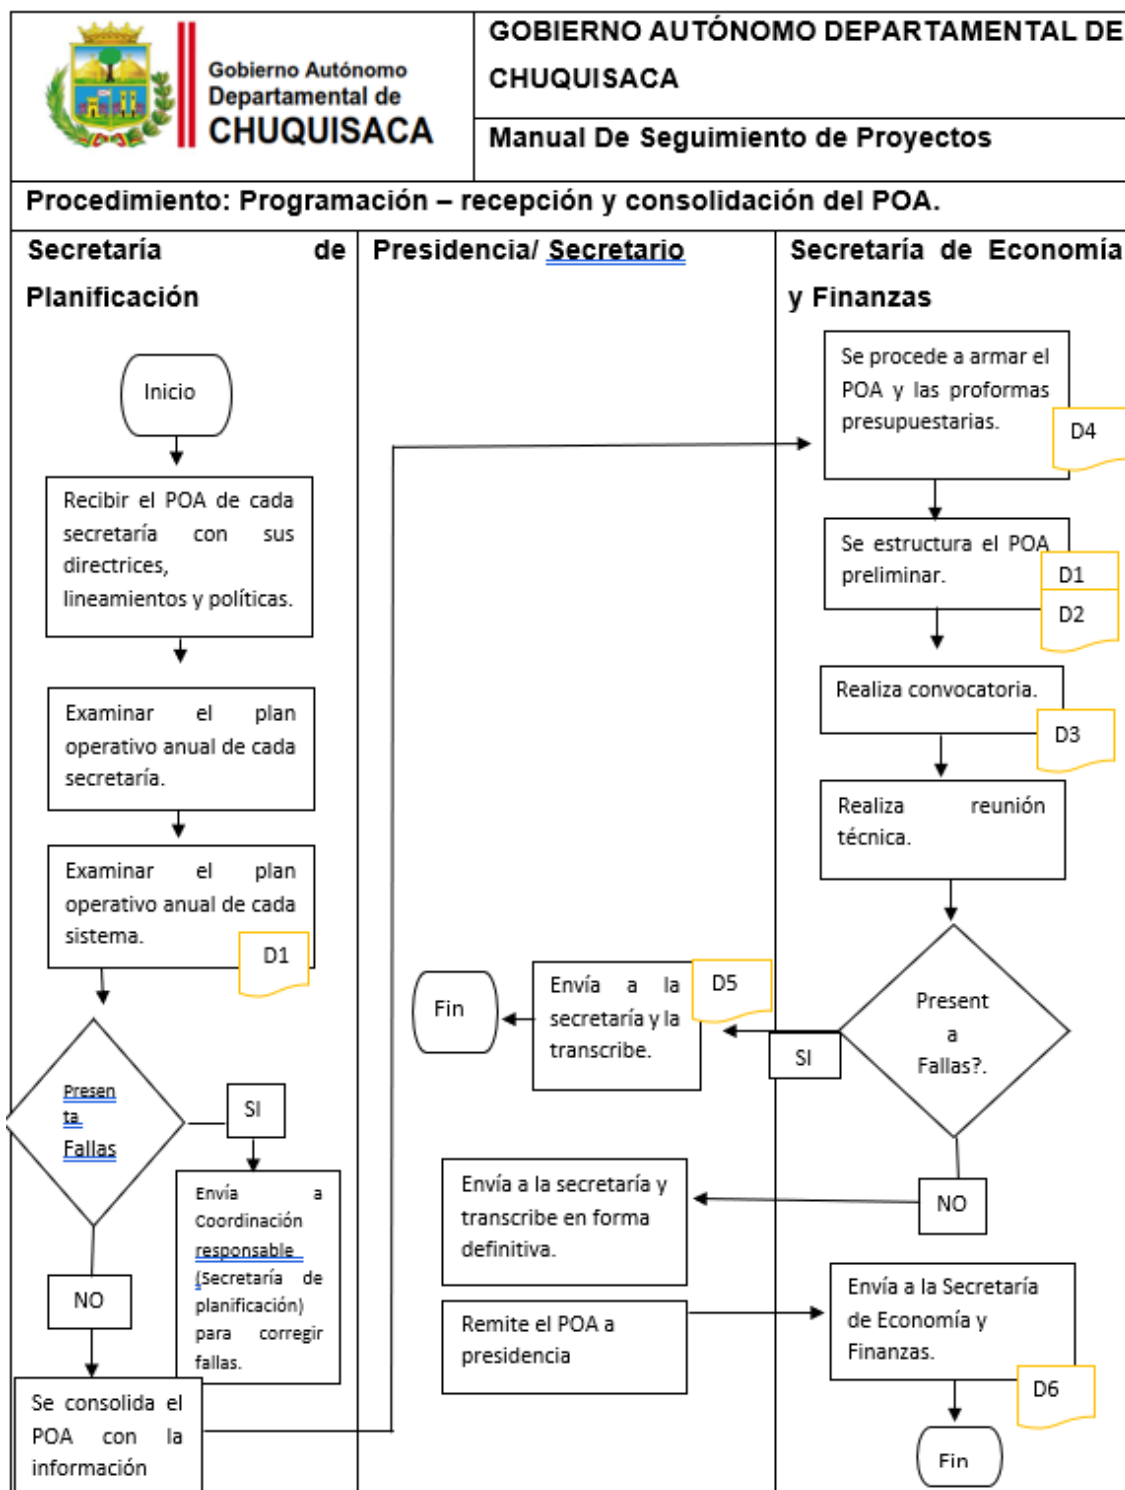 Gobierno Autónomo
Departamental de
CHUQUISACA
GOBIERNO AUTÓNOMO DEPARTAMENTAL DE
CHUQUISACA
Manual De Seguimiento de Proyectos
Procedimiento: Programación – recepción y consolidación del POA.
Secretaría de
Planificación
Presidencia/ Secretario
Secretaría de Economía
y Finanzas
Inicio
Recibir el POA de cada
secretaría con sus
directrices,
lineamientos y políticas.
Examinar el plan
operativo anual de cada
secretaría.
Examinar el plan
operativo anual de cada
sistema.
D1
Presen
ta
Fallas
SI
Envía a
Coordinación
responsable
(Secretaría de
planificación)
para corregir
fallas.
NO
Se consolida el
POA con la
información
Fin
Envía a la
secretaría y la
transcribe.
D5
Envía a la secretaría y
transcribe en forma
definitiva.
Remite el POA a
presidencia
Se procede a armar el
POA y las proformas
presupuestarias.
D4
Se estructura el POA
preliminar.
D1
D2
Realiza convocatoria.
D3
Realiza reunión
técnica.
Present
a
Fallas?.
SI
NO
Envía a la Secretaría
de Economía y
Finanzas.
D6
Fin